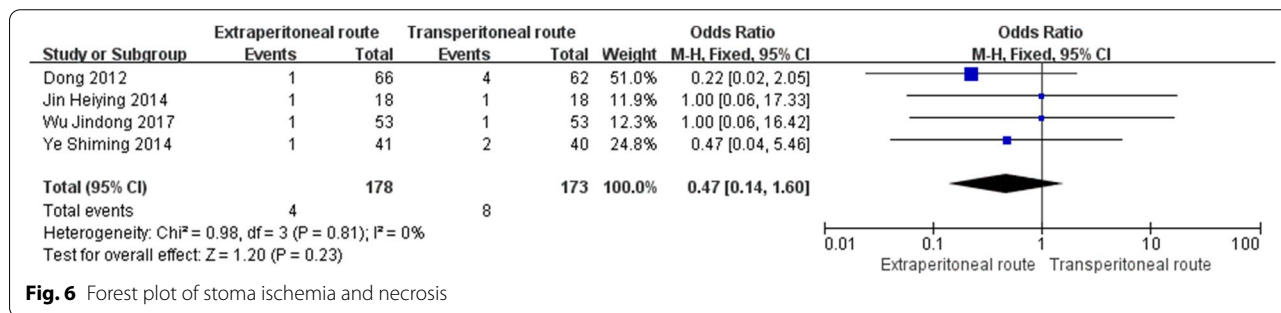 Extraperitoneal route Transperitoneal route Odds Ratio Odds Ratio
Study or Subgroup Events Total Events Total Weight M-H, Fixed, 95% CI M-H, Fixed, 95% CI
Dong 2012 1 66 4 62 51.0% 0.22 [0.02, 2.05]
Jin Heiying 2014 1 18 1 18 11.9% 1.00 [0.06, 17.33]
Wu Jindong 2017 1 53 1 53 12.3% 1.00 [0.06, 16.42]
Ye Shiming 2014 1 41 2 40 24.8% 0.47 [0.04, 5.46]
Total (95% CI) 178 173 100.0% 0.47 [0.14, 1.60]
Total events 4 8
Heterogeneity: Chi² = 0.98, df = 3 (P = 0.81); I² = 0%
Test for overall effect: Z = 1.20 (P = 0.23)
0.01 0.1 1 10 100
Extraperitoneal route Transperitoneal route
Fig. 6 Forest plot of stoma ischemia and necrosis